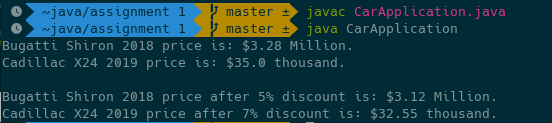 ~java/assignment 1 master ± javac CarApplication.java
~java/assignment 1 master ± java CarApplication
Bugatti Shiron 2018 price is: $3.28 Million.
Cadillac X24 2019 price is: $35.0 thousand.
Bugatti Shiron 2018 price after 5% discount is: $3.12 Million.
Cadillac X24 2019 price after 7% discount is: $32.55 thousand.